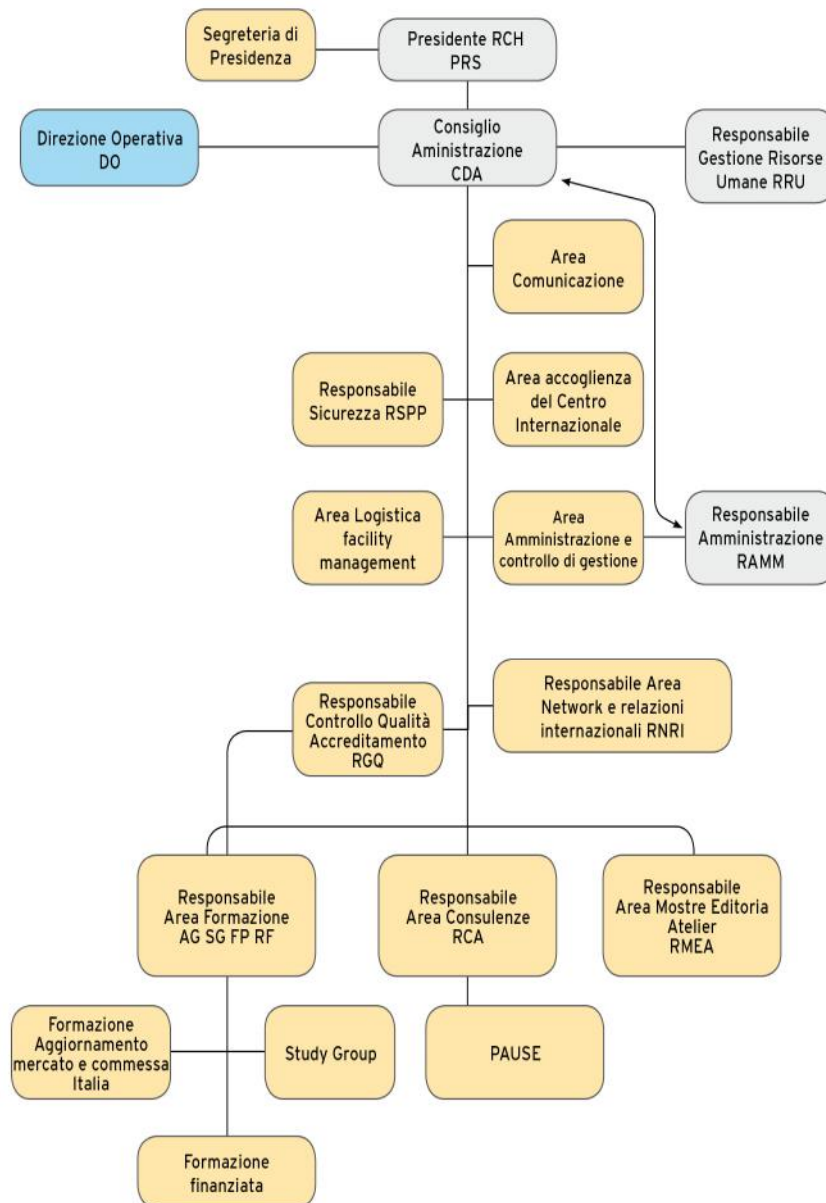 Segreteria di
Presidenza
Presidente RCH
PRS
Direzione Operativa
DO
Consiglio
Aministrazione
CDA
Responsabile
Gestione Risorse
Umane RRU
Area
Comunicazione
Responsabile
Sicurezza RSPP
Area accoglienza
del Centro
Internazionale
Area Logistica
facility
management
Area
Amministrazione e
controllo di gestione
Responsabile
Amministrazione
RAMM
Responsabile
Controllo Qualità
Accreditamento
RGQ
Responsabile Area
Network e relazioni
internazionali RNRI
Responsabile
Area Formazione
AG SG FP RF
Responsabile
Area Consulenze
RCA
Responsabile
Area Mostre Editoria
Atelier
RMEA
Formazione
Aggiornamento
mercato e commessa
Italia
Study Group
PAUSE
Formazione
finanziata